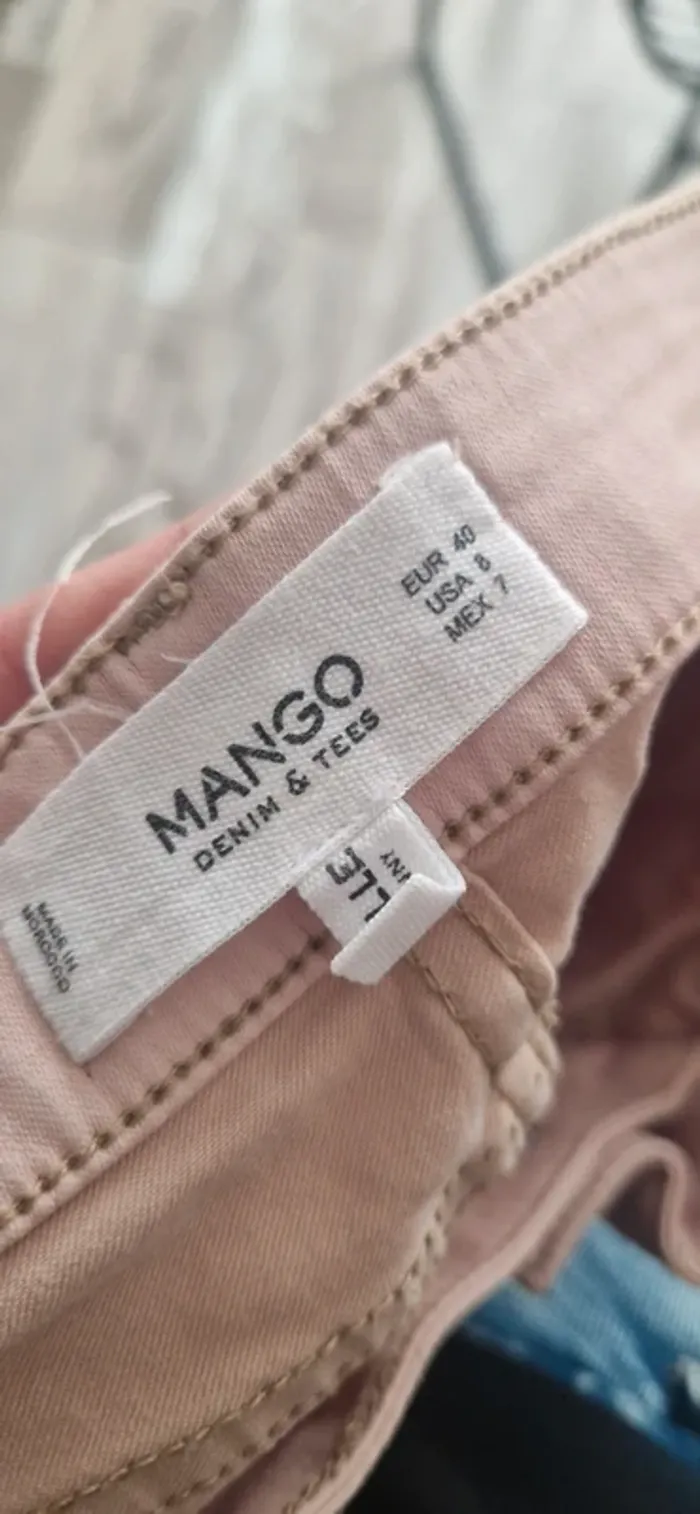 EUR 40
USA 8
MEX 7
MANGO
DENIM & TEES
MADE IN
MOROCCO